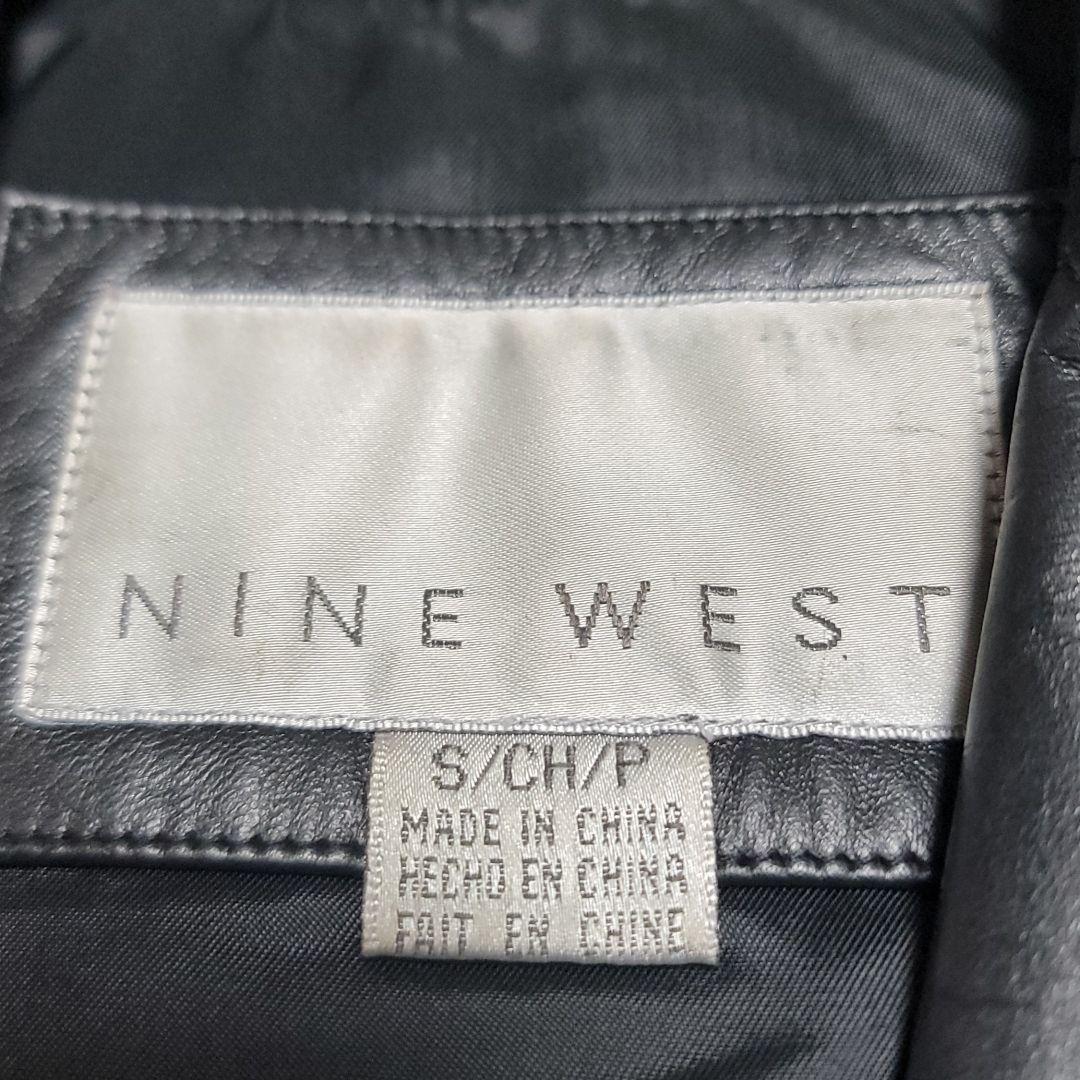 NINE WEST
S/CH/P
MADE IN CHINA
HECHO EN CHINA
FAIT EN CHINE